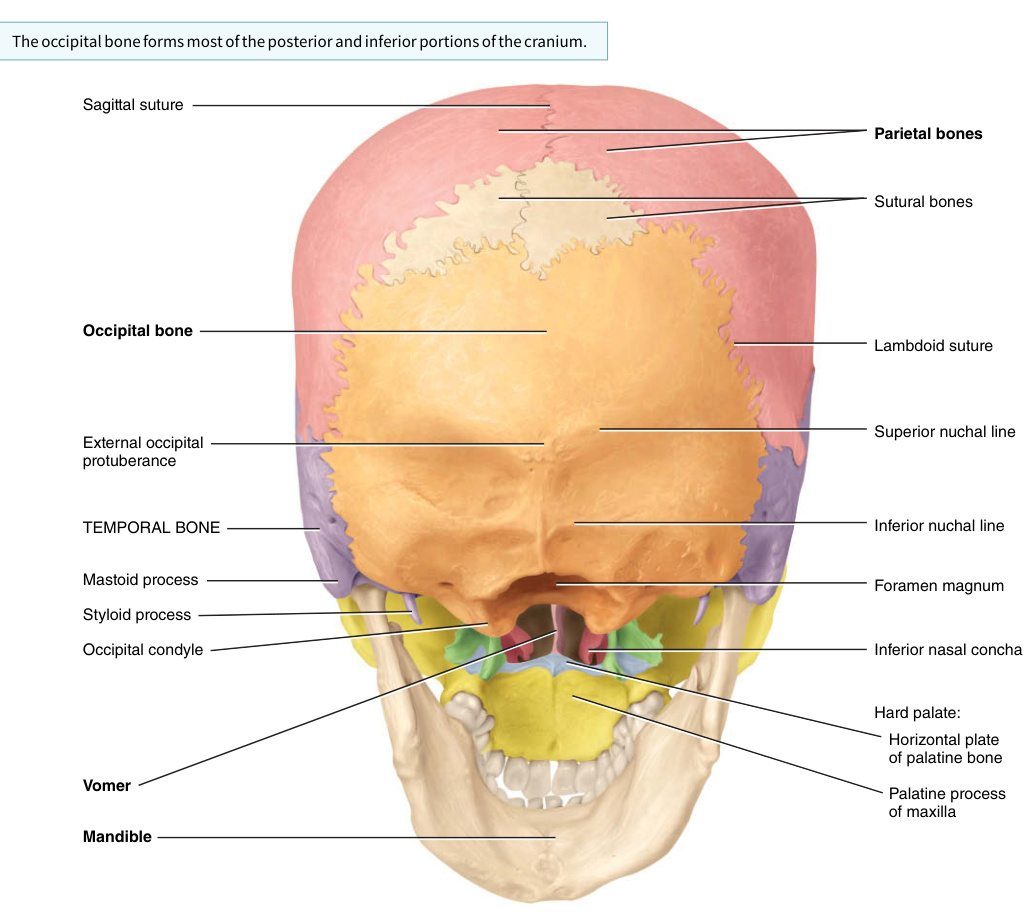 The occipital bone forms most of the posterior and inferior portions of the cranium.
Sagittal suture
Parietal bones
Sutural bones
Occipital bone
Lambdoid suture
Superior nuchal line
External occipital
protuberance
TEMPORAL BONE
Inferior nuchal line
Mastoid process
Foramen magnum
Styloid process
Occipital condyle
Inferior nasal concha
Hard palate:
Horizontal plate
of palatine bone
Vomer
Palatine process
of maxilla
Mandible